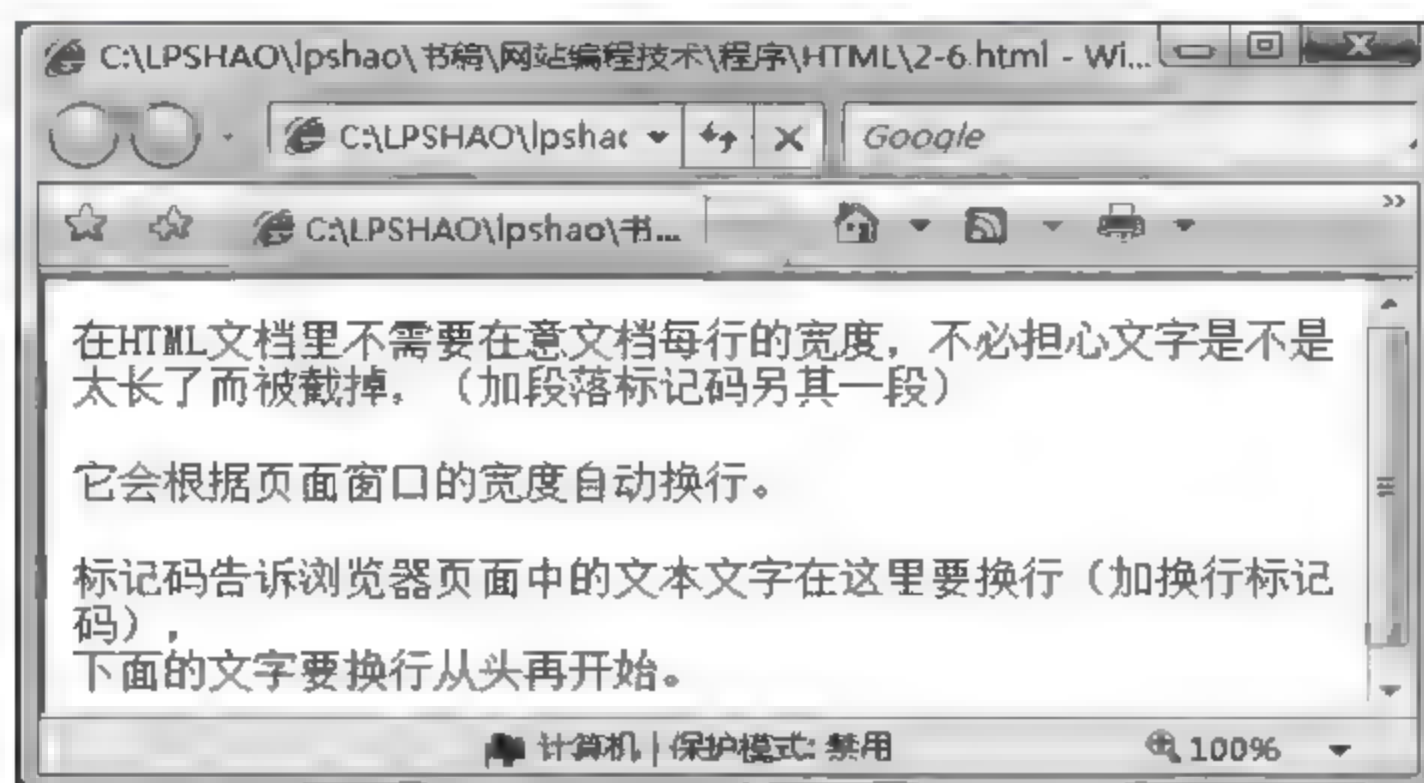 C:\LPSHAO\lpshao\书稿\网站编程技术\程序\HTML\2-6.html - Wi...
C:\LPSHAO\lpshac
Google
C:\LPSHAO\lpshao\书...
在HTML文档里不需要在意文档每行的宽度，不必担心文字是不是
太长了而被截掉，（加段落标记码另其一段）
它会根据页面窗口的宽度自动换行。
标记码告诉浏览器页面中的文本文字在这里要换行（加换行标记
码），
下面的文字要换行从头再开始。
计算机 | 保护模式: 禁用
100%